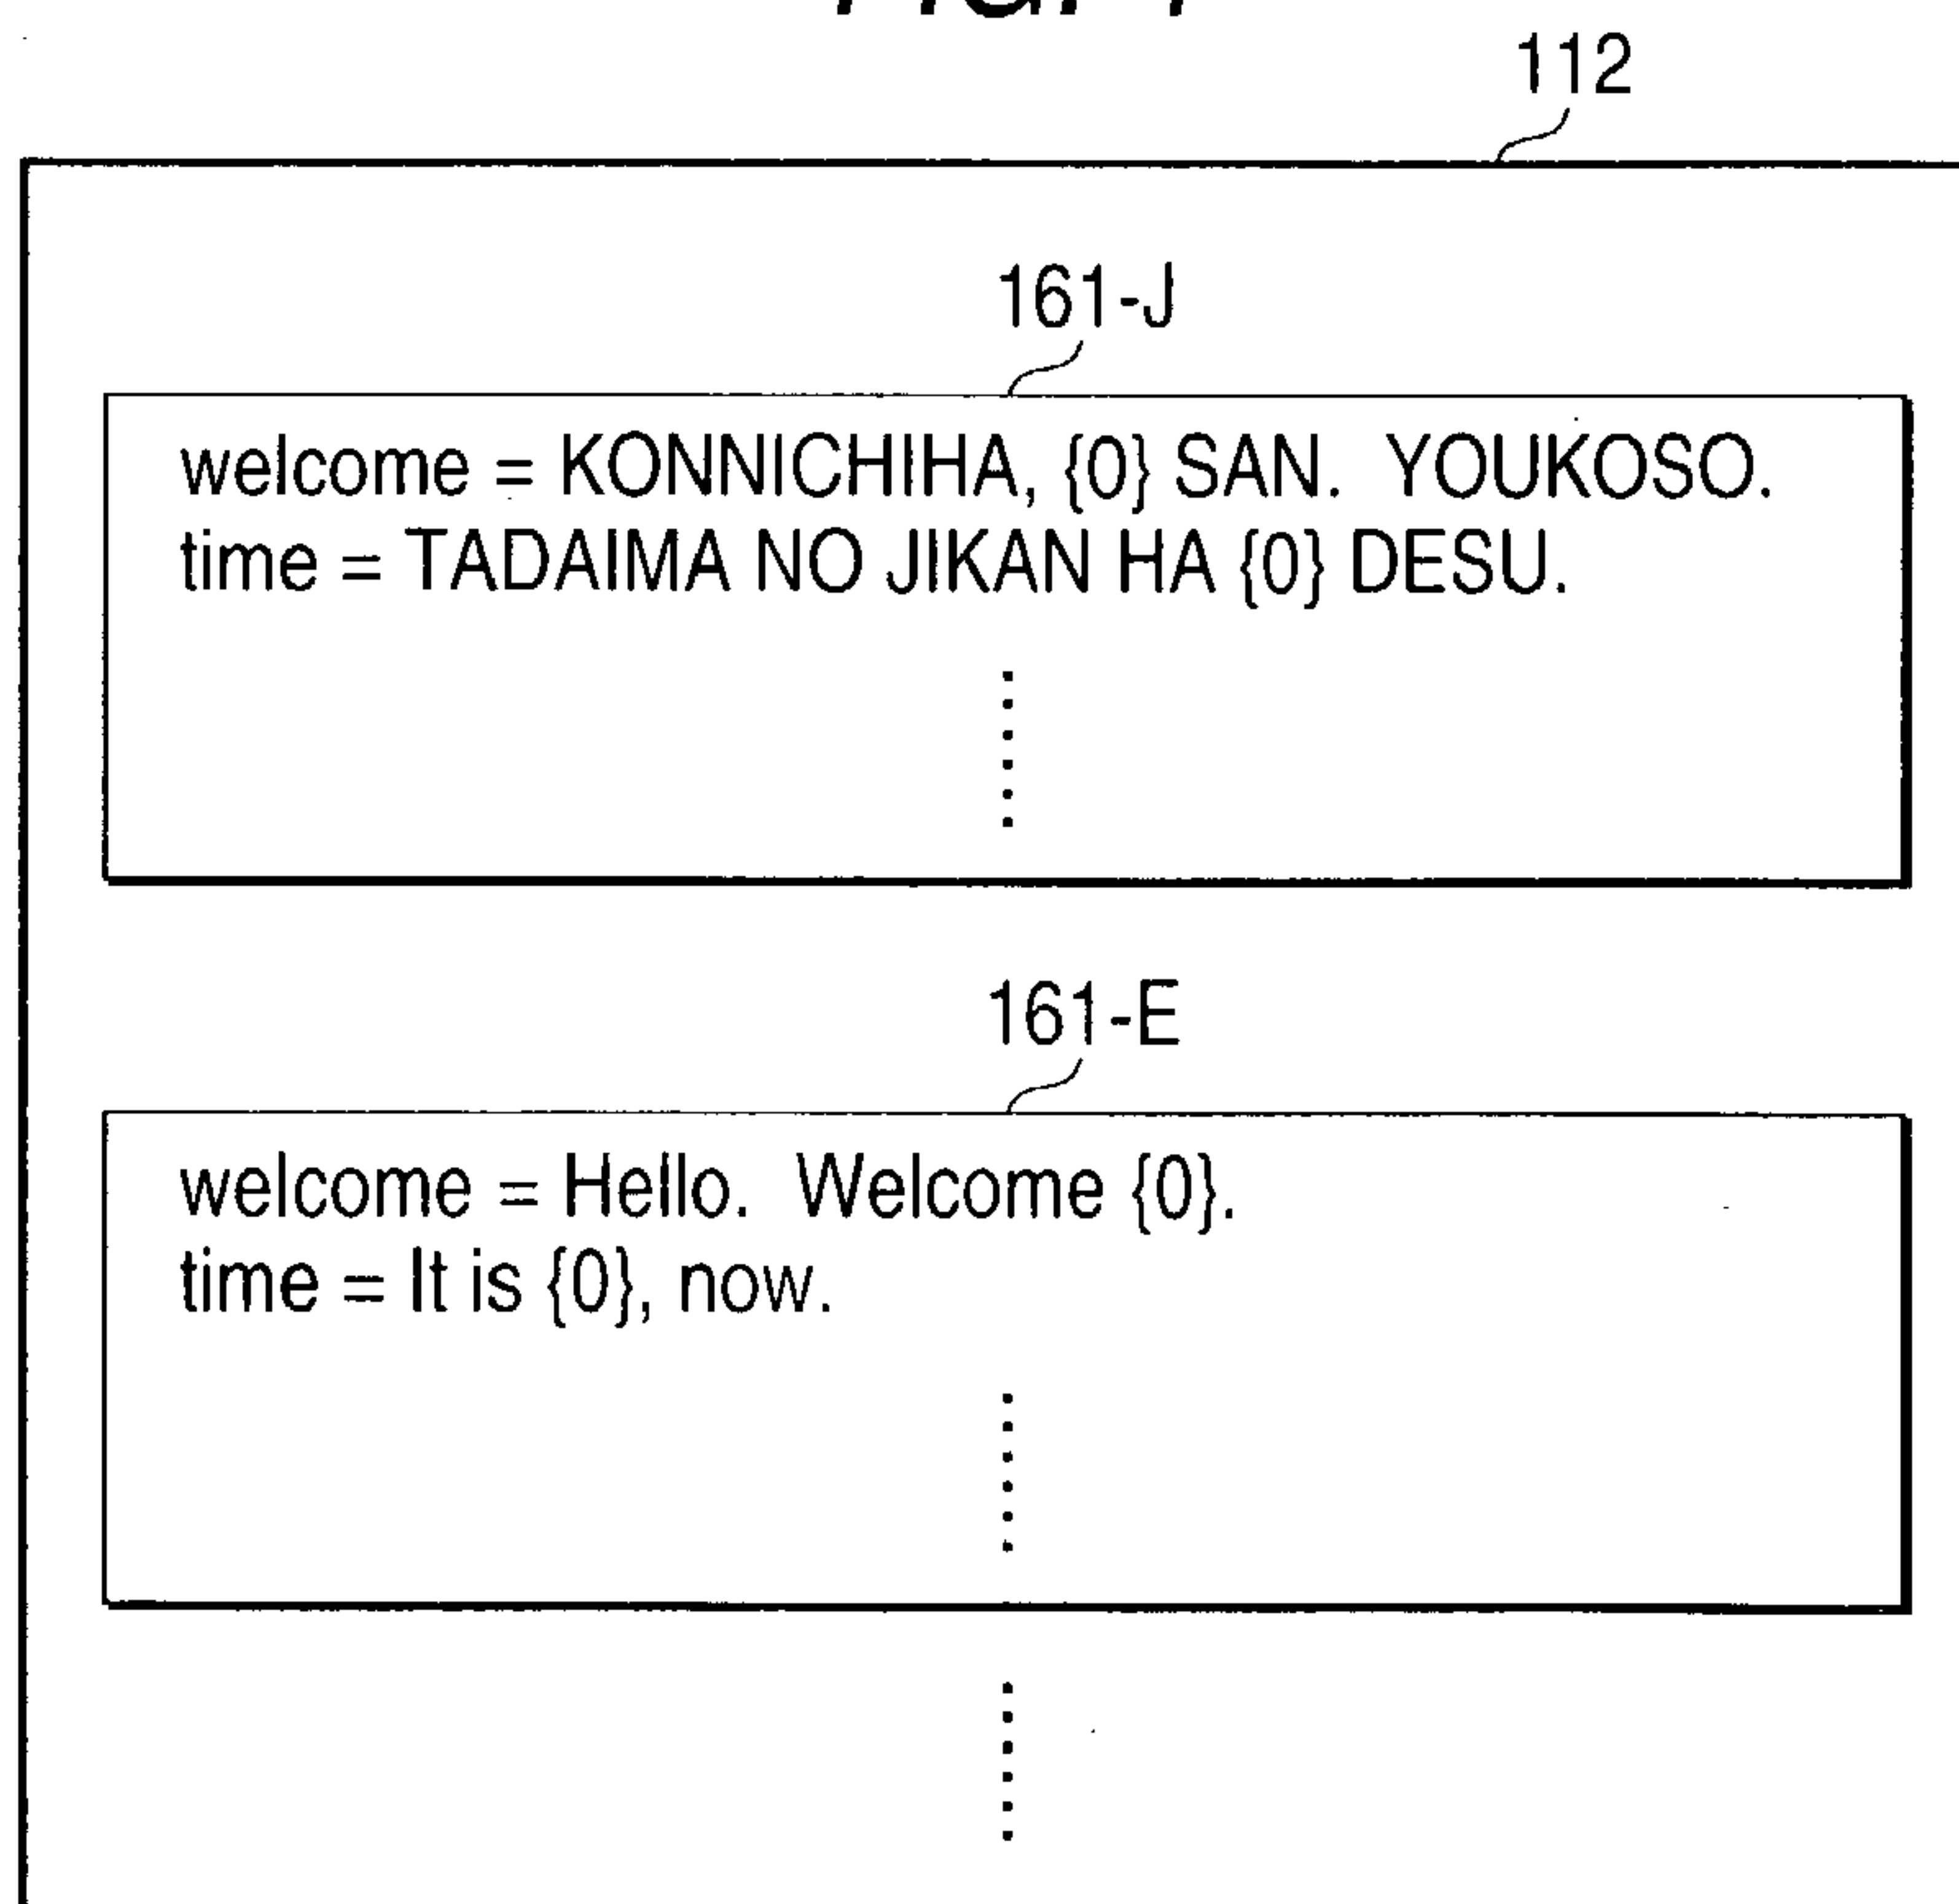 112
161-J
welcome = KONNICHIHA, {0} SAN. YOUKOSO.
time = TADAIMA NO JIKAN HA {0} DESU.
161-E
welcome = Hello. Welcome {0}.
time = It is {0}, now.